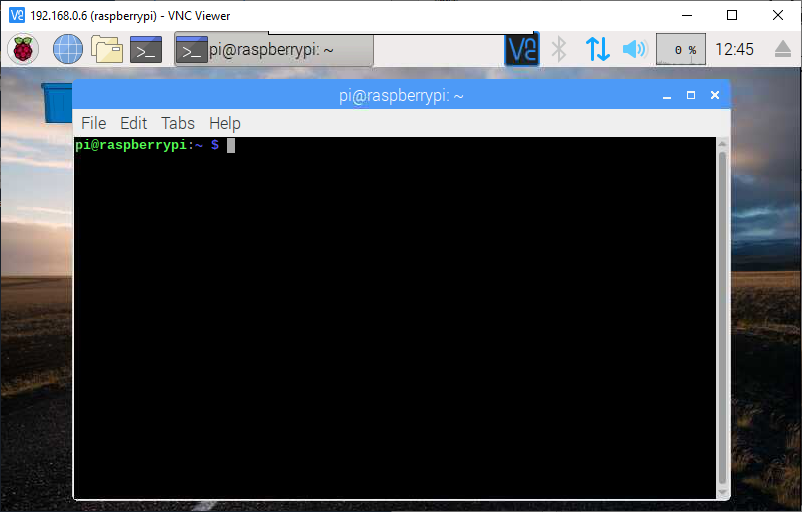 192.168.0.6 (raspberrypi) - VNC Viewer
pi@raspberrypi: ~
0 %
12:45
pi@raspberrypi: ~
File Edit Tabs Help
pi@raspberrypi:~ $